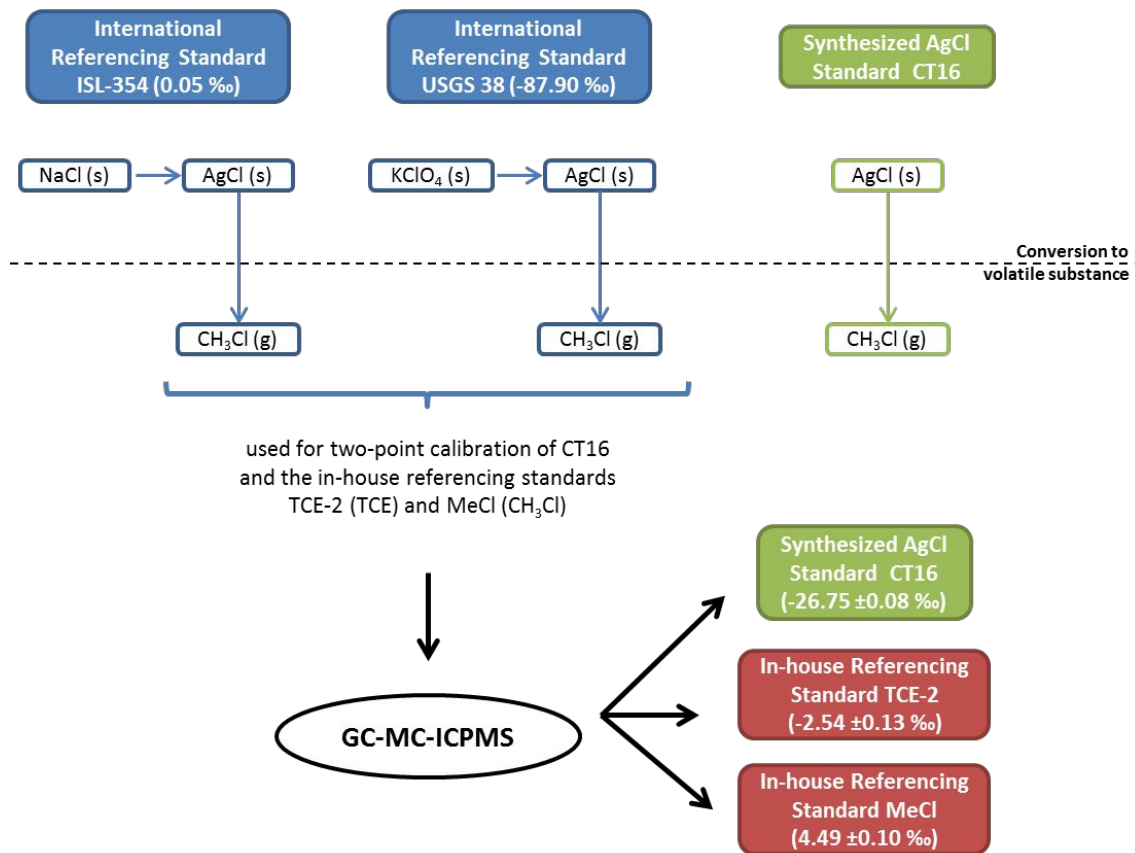 International
Referencing Standard
ISL-354 (0.05 ‰)
International
Referencing Standard
USGS 38 (-87.90 ‰)
Synthesized AgCl
Standard CT16
NaCl (s)
AgCl (s)
KClO₄ (s)
AgCl (s)
AgCl (s)
Conversion to
volatile substance
CH₃Cl (g)
CH₃Cl (g)
CH₃Cl (g)
used for two-point calibration of CT16
and the in-house referencing standards
TCE-2 (TCE) and MeCl (CH₃Cl)
Synthesized AgCl
Standard CT16
(-26.75 ±0.08 ‰)
In-house Referencing
Standard TCE-2
(-2.54 ±0.13 ‰)
GC-MC-ICPMS
In-house Referencing
Standard MeCl
(4.49 ±0.10 ‰)